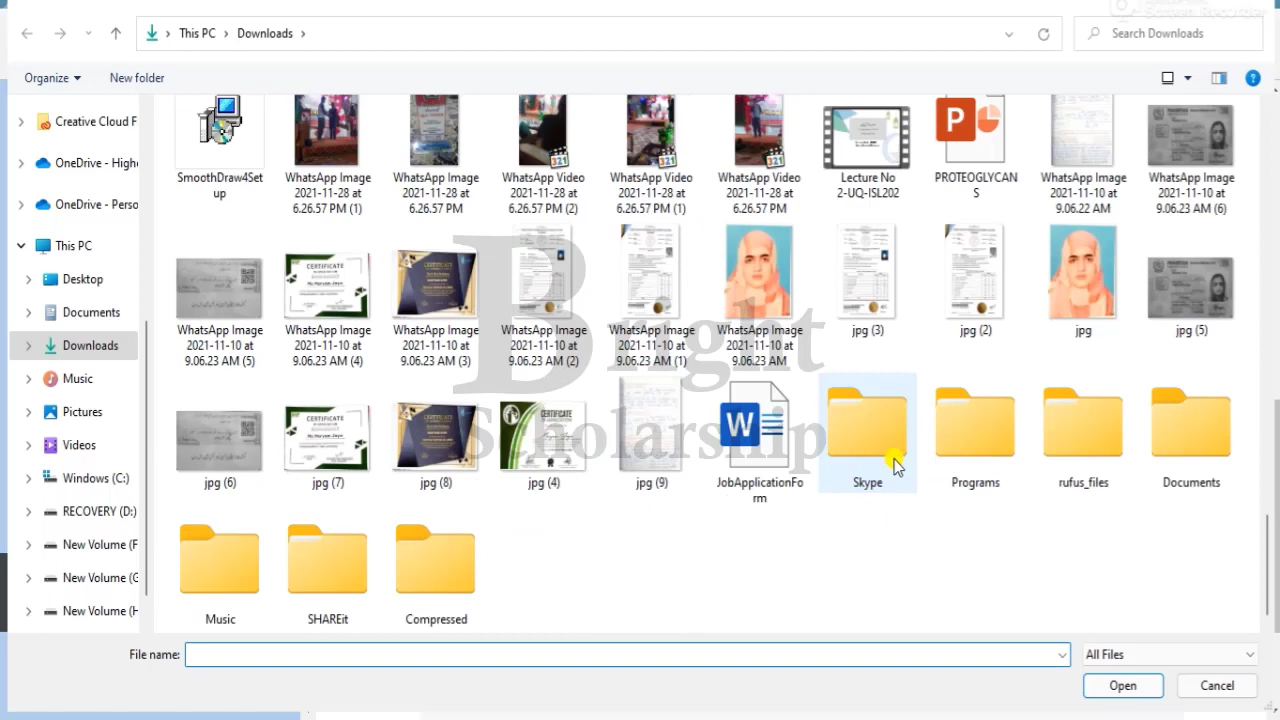 Screen Recorder
This PC
Downloads
Search Downloads
Organize
New folder
Creative Cloud F
OneDrive - Highe
OneDrive - Perso
This PC
Desktop
Documents
Downloads
Music
Pictures
Videos
Windows (C:)
RECOVERY (D:)
New Volume (F
New Volume (G
New Volume (H
SmoothDraw4Set
up
WhatsApp Image
2021-11-28 at
6.26.57 PM (1)
WhatsApp Image
2021-11-28 at
6.26.57 PM
WhatsApp Video
2021-11-28 at
6.26.57 PM (2)
WhatsApp Video
2021-11-28 at
6.26.57 PM (1)
WhatsApp Video
2021-11-28 at
6.26.57 PM
Lecture No
2-UQ-ISL202
PROTEOGLYCAN
S
WhatsApp Image
2021-11-10 at
9.06.22 AM
WhatsApp Image
2021-11-10 at
9.06.23 AM (6)
WhatsApp Image
2021-11-10 at
9.06.23 AM (5)
CERTIFICATE
WhatsApp Image
2021-11-10 at
9.06.23 AM (4)
CERTIFICATE
WhatsApp Image
2021-11-10 at
9.06.23 AM (3)
WhatsApp Image
2021-11-10 at
9.06.23 AM (2)
WhatsApp Image
2021-11-10 at
9.06.23 AM (1)
WhatsApp Image
2021-11-10 at
9.06.23 AM
jpg (3)
jpg (2)
jpg
jpg (5)
Bright
Scholarship
jpg (6)
CERTIFICATE
jpg (7)
CERTIFICATE
jpg (8)
CERTIFICATE
jpg (4)
jpg (9)
W
JobApplicationFo
rm
Skype
Programs
rufus_files
Documents
Music
SHAREit
Compressed
File name:
All Files
Open
Cancel